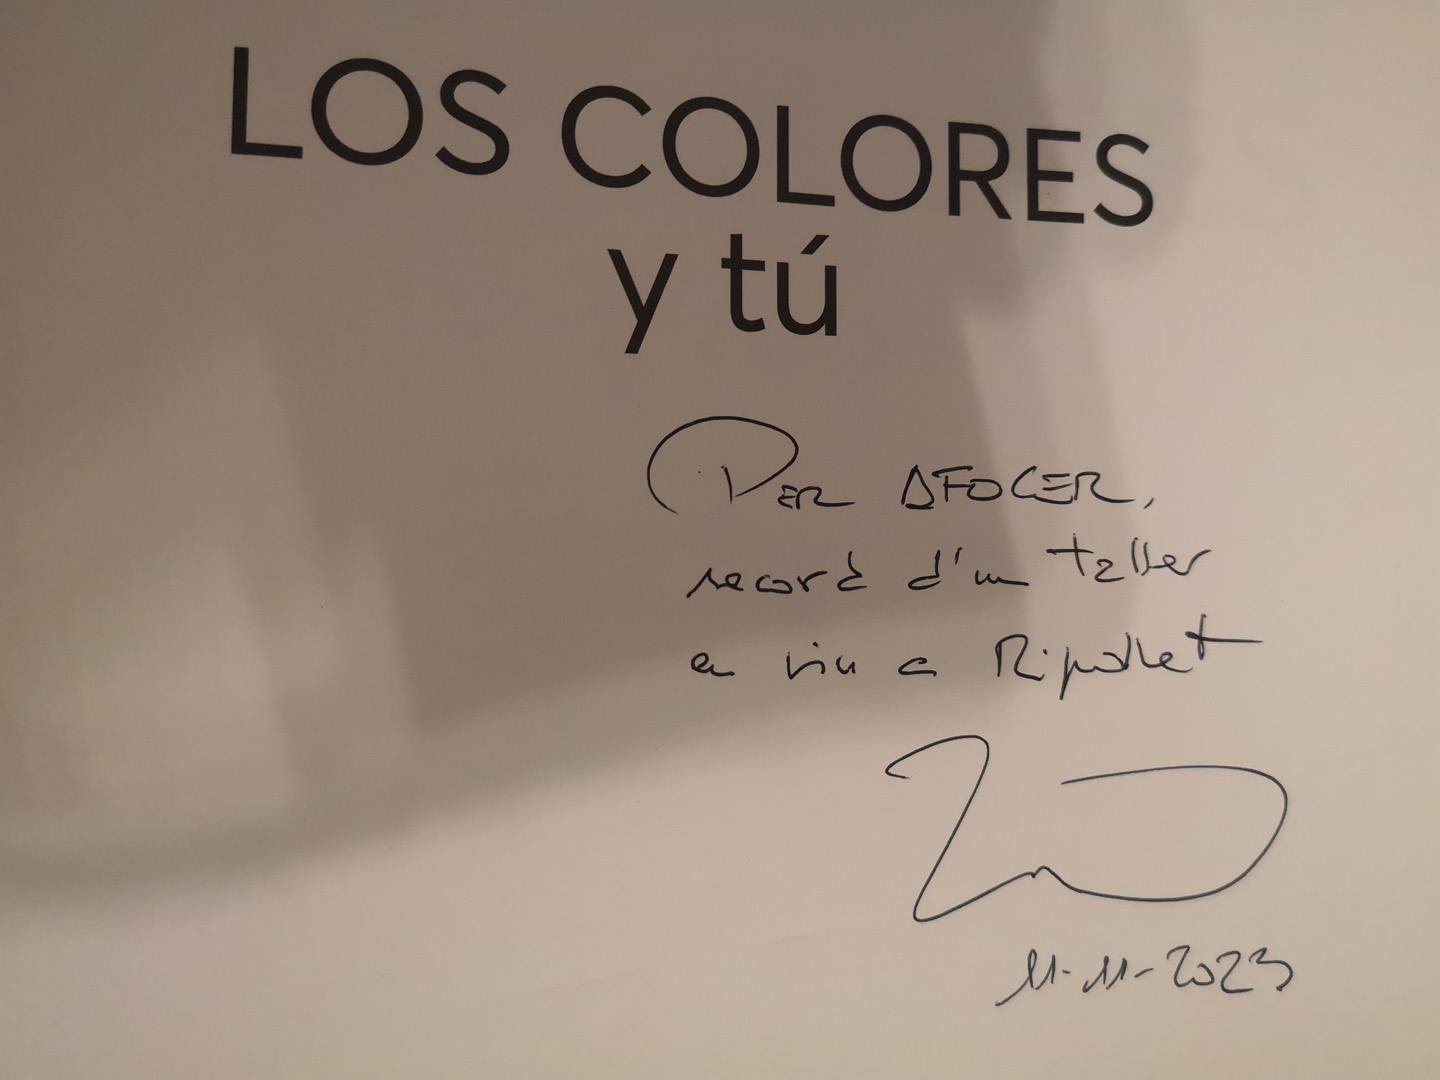 LOS COLORES
y tú
PER AFOCER,
record d'un taller
en viu a Ripollet
11-11-2023